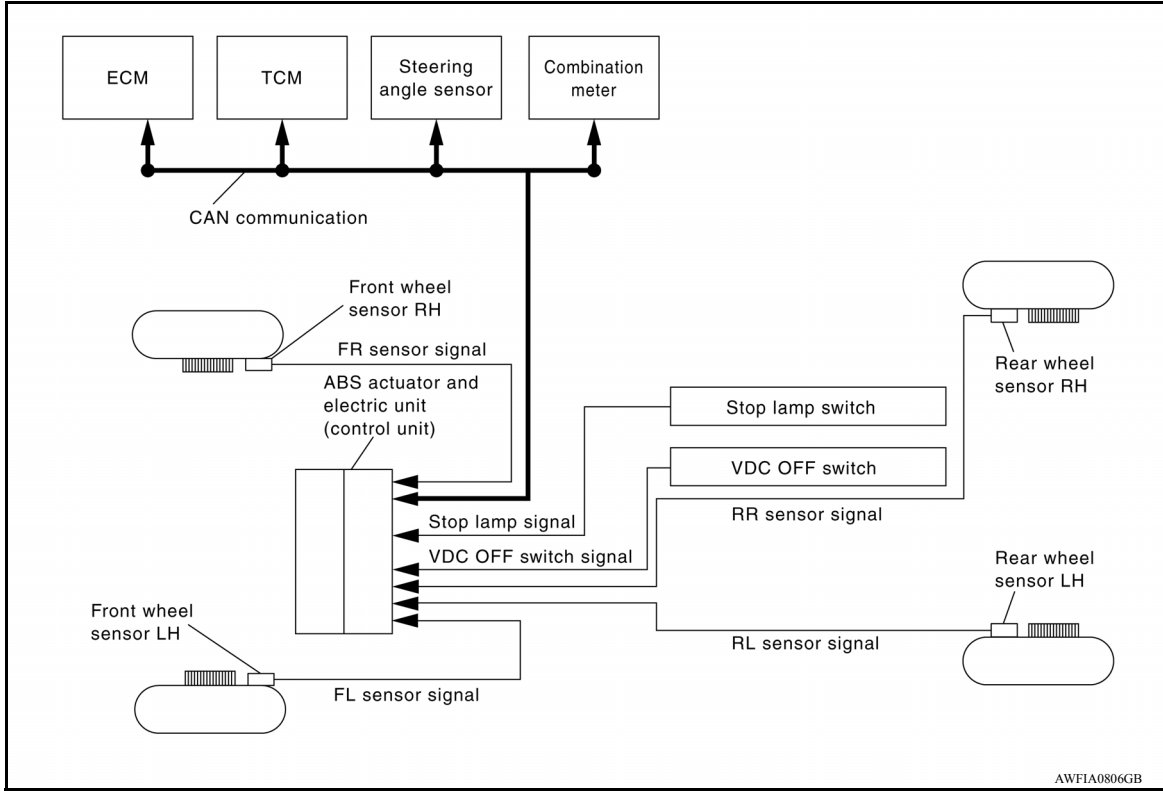 ECM
TCM
Steering
angle sensor
Combination
meter
CAN communication
Front wheel
sensor RH
FR sensor signal
ABS actuator and
electric unit
(control unit)
Stop lamp switch
VDC OFF switch
Rear wheel
sensor RH
RR sensor signal
Stop lamp signal
VDC OFF switch signal
Rear wheel
sensor LH
Front wheel
sensor LH
RL sensor signal
FL sensor signal
AWFIA0806GB